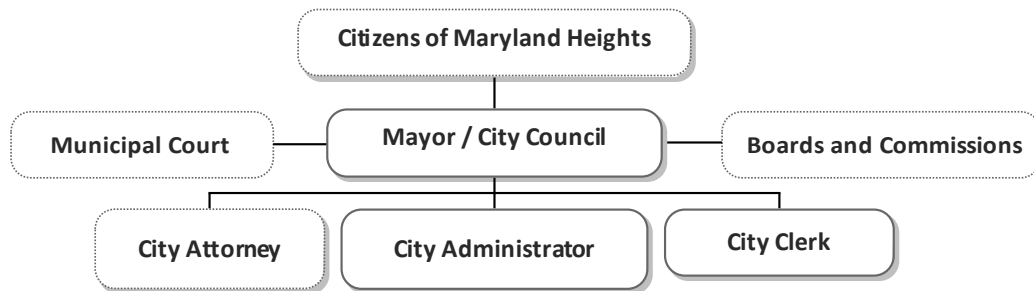 Citizens of Maryland Heights
Municipal Court
Mayor / City Council
Boards and Commissions
City Attorney
City Administrator
City Clerk